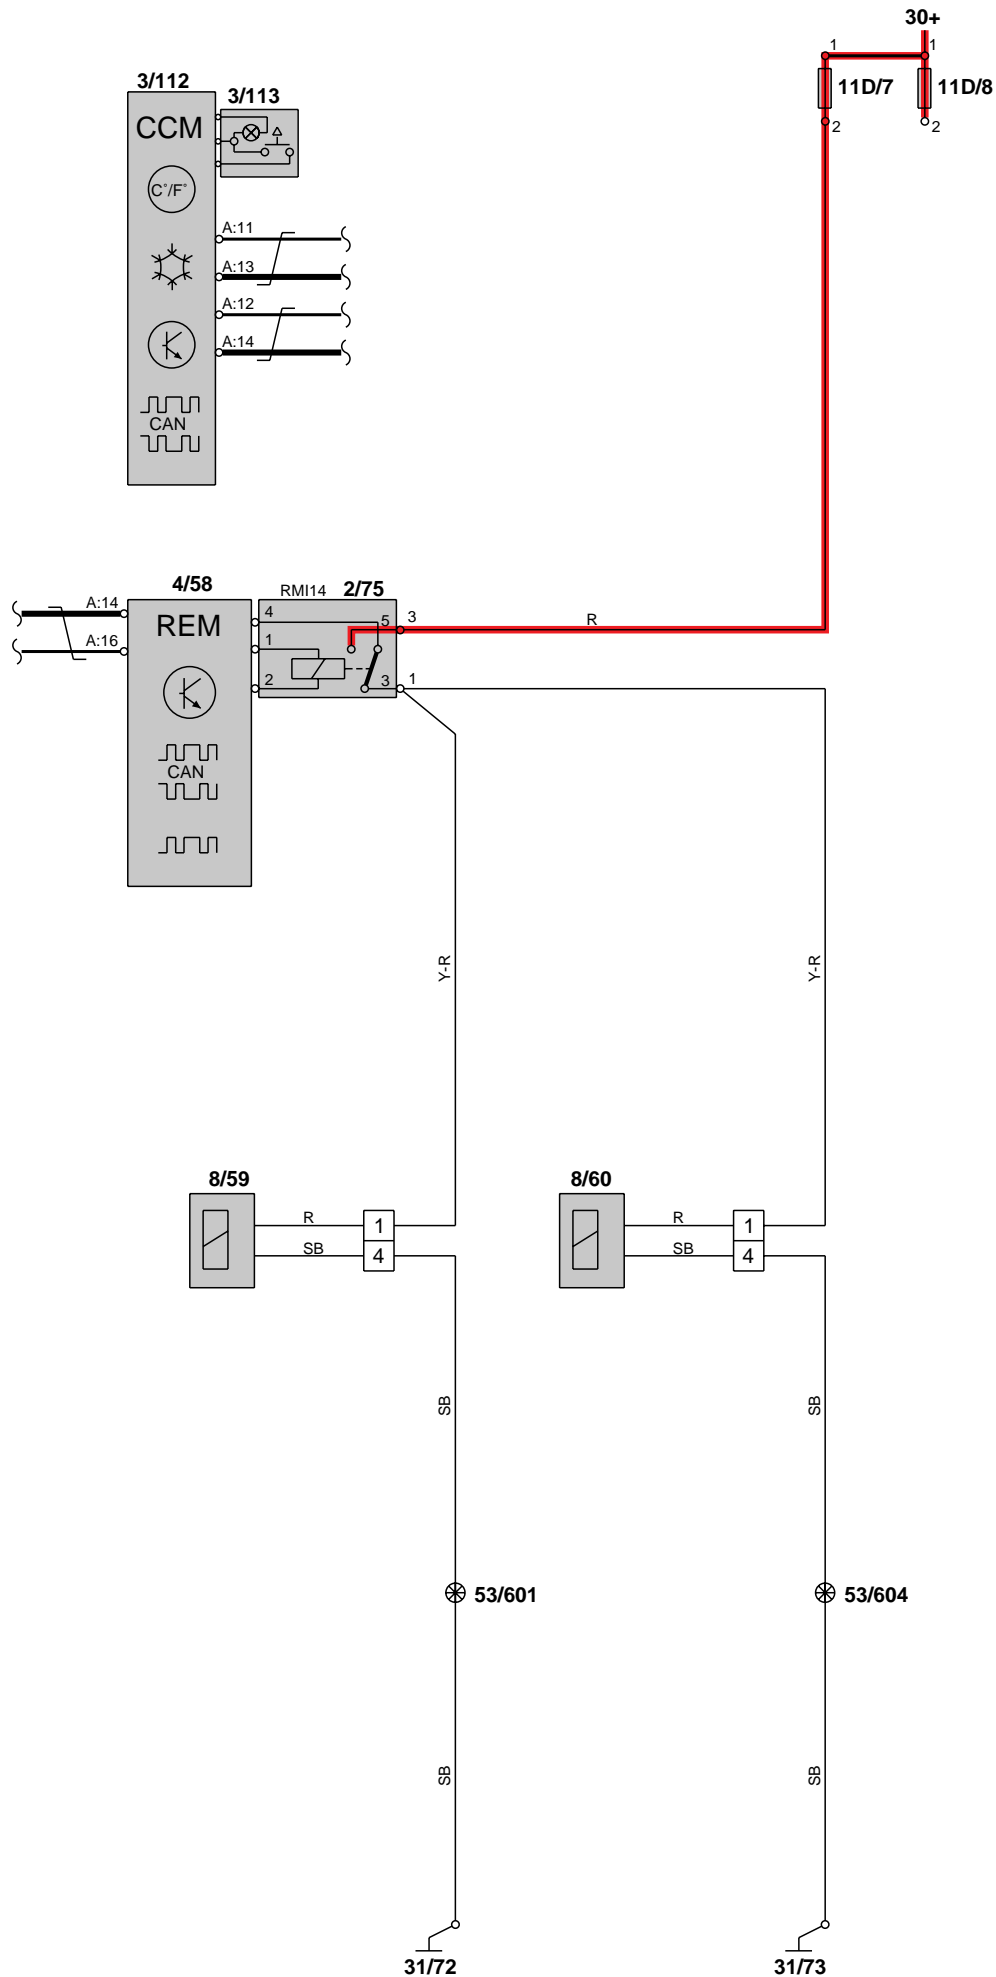 30+
1
1
11D/7
11D/8
2
2
3/112
3/113
CCM
C°/F°
A:11
A:13
A:12
A:14
CAN
4/58
RMI14
2/75
A:14
A:16
REM
4
1
2
5
3
3
1
R
CAN
Y-R
Y-R
8/59
8/60
R
1
SB
4
R
1
SB
4
SB
SB
53/601
53/604
SB
SB
31/72
31/73